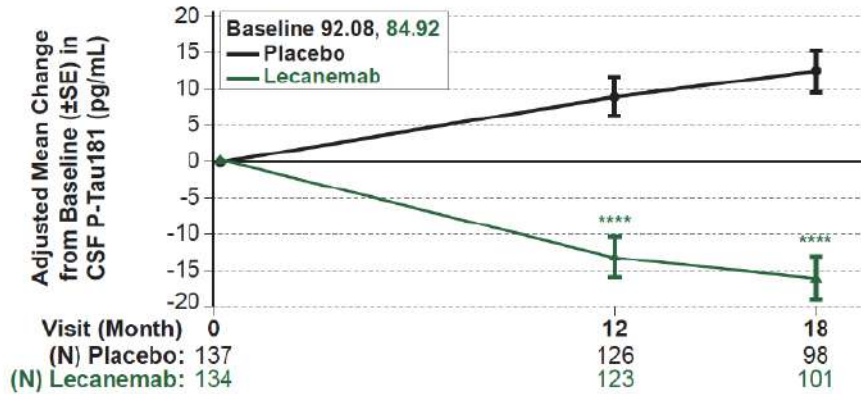 Adjusted Mean Change
from Baseline (±SE) in
CSF P-Tau181 (pg/mL)
20
15
10
5
0
-5
-10
-15
-20
Baseline 92.08, 84.92
Placebo
Lecanemab
****
****
Visit (Month) 0 12 18
(N) Placebo: 137 126 98
(N) Lecanemab: 134 123 101